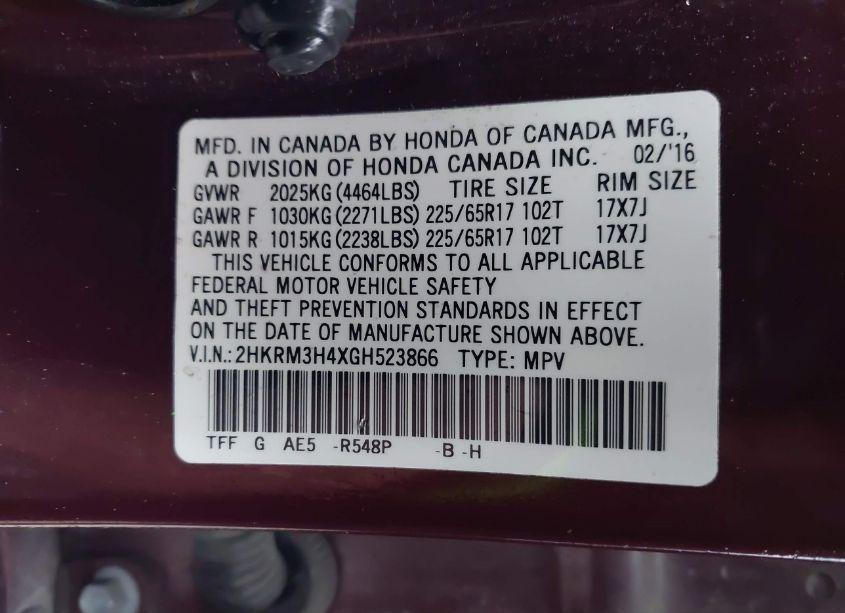 MFD. IN CANADA BY HONDA OF CANADA MFG.,
A DIVISION OF HONDA CANADA INC. 02/'16
GVWR 2025KG(4464LBS) TIRE SIZE RIM SIZE
GAWR F 1030KG(2271LBS) 225/65R17 102T 17X7J
GAWR R 1015KG(2238LBS) 225/65R17 102T 17X7J
THIS VEHICLE CONFORMS TO ALL APPLICABLE
FEDERAL MOTOR VEHICLE SAFETY
AND THEFT PREVENTION STANDARDS IN EFFECT
ON THE DATE OF MANUFACTURE SHOWN ABOVE.
V.I.N.:2HKRM3H4XGH523866 TYPE: MPV
TFF G AE5 -R548P -B -H